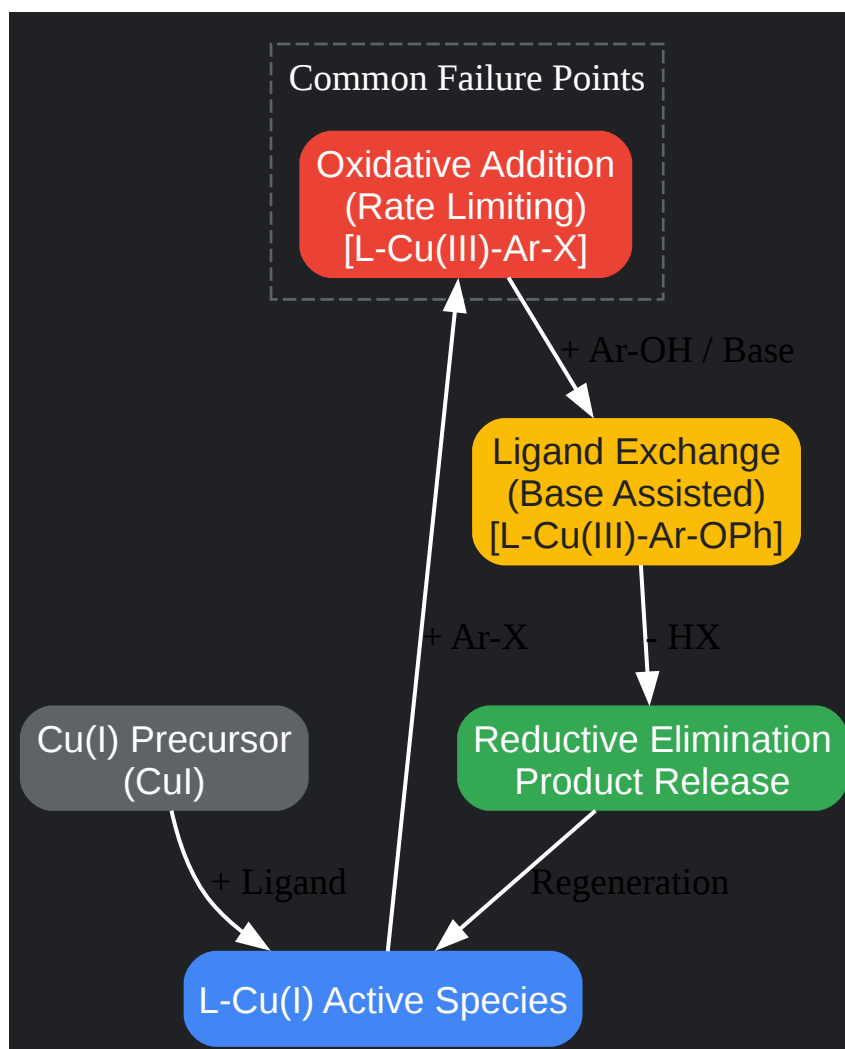 Common Failure Points
Oxidative Addition
(Rate Limiting)
[L-Cu(III)-Ar-X]
+ Ar-OH / Base
Ligand Exchange
(Base Assisted)
[L-Cu(III)-Ar-OPh]
+ Ar-X
- HX
Cu(I) Precursor
(CuI)
Reductive Elimination
Product Release
+ Ligand
Regeneration
L-Cu(I) Active Species